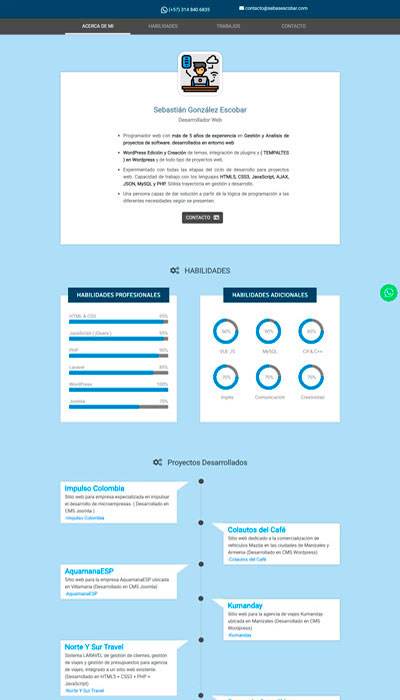 (+57) 314 840 6835 contacto@sebasescobar.com
ACERCA DE MI HABILIDADES TRABAJOS CONTACTO
Sebastián González Escobar
Desarrollador Web
Programador web con más de 5 años de experiencia en Gestión y Analisis de
proyectos de software, desarrollados en entorno web
WordPress Edición y Creación de temas, integración de plugins y ( TEMPALTES
) en Wordpress y de todo tipo de proyectos web.
Experimentado con todas las etapas del ciclo de desarrollo para proyectos
web. Capacidad de trabajo con los lenguajes HTML5, CSS3, JavaScript, AJAX,
JSON, MySQL y PHP. Sólida trayectoria en gestión y desarrollo.
Una persona capaz de dar solución a partir de la lógica de programación a las
diferentes necesidades según se presenten.
CONTACTO
HABILIDADES
HABILIDADES PROFESIONALES
HTML & CSS 95%
JavaScript ( jQuery ) 95%
PHP 90%
Laravel 85%
WordPress 100%
Joomla 70%
HABILIDADES ADICIONALES
60% 60% 60%
VUE JS MySQL C# & C++
70% 70% 70%
Inglés Comunicación Creatividad
Proyectos Desarrollados
Impulso Colombia
Sitio web para empresa especializada en impulsar
el desarrollo de microempresas. ( Desarrollado en
CMS Joomla ).
-Impulso Colombia
Colautos del Café
Sitio web dedicado a la comercialización de
vehículos Mazda en las ciudades de Manizales y
Armenia (Desarrollado en CMS Wordpress)
-Colautos del Café
AquamanaESP
Sitio web para la empresa AquamanaESP ubicada
en Villamaria (Desarrollado en CMS Joomla)
-AquamanaESP
Kumanday
Sitio web para la agencia de viajes Kumanday
ubicada en Manizales (Desarrollado en CMS
Wordpress)
-Kumanday
Norte Y Sur Travel
Sistema LARAVEL de gestión de clientes, gestión
de viajes y gestión de presupuestos para agencia
de viajes, integrado a un sitio web existente.
(Desarrollado en HTML5 + CSS3 + PHP +
JavaScript)
-Norte Y Sur Travel